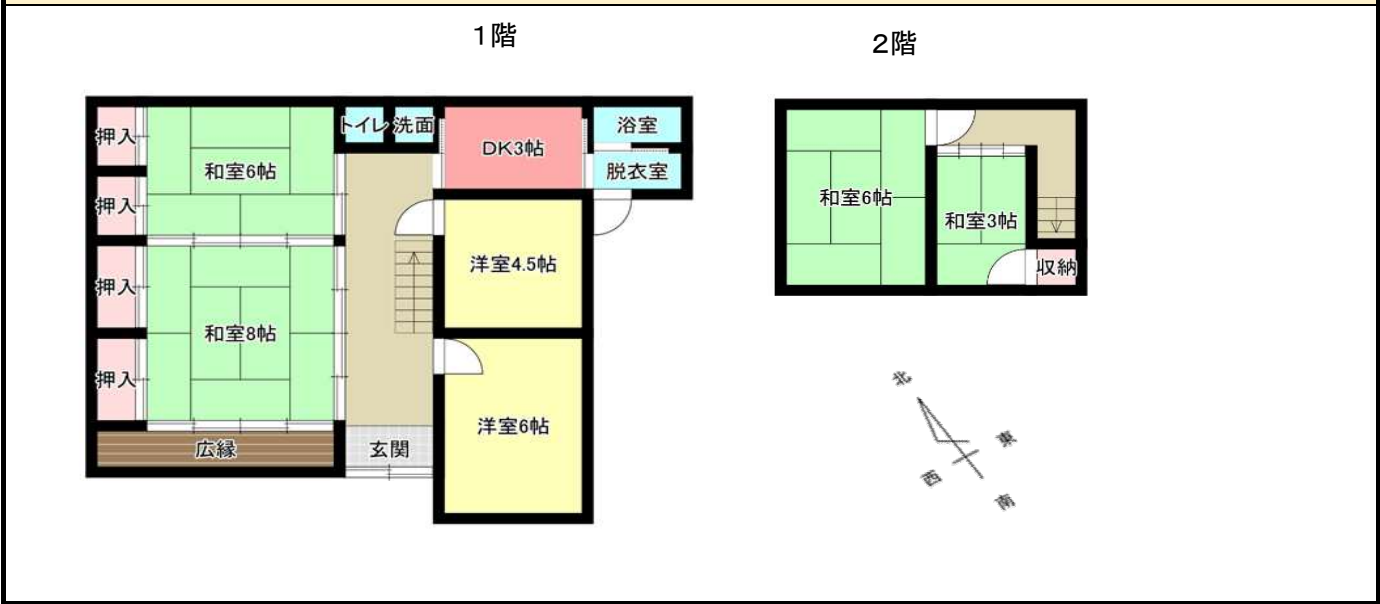 １階
２階
押入
押入
押入
押入
和室6帖
和室8帖
広縁
トイレ
洗面
DK3帖
浴室
脱衣室
洋室4.5帖
洋室6帖
玄関
和室6帖
和室3帖
収納
北
東
西
南